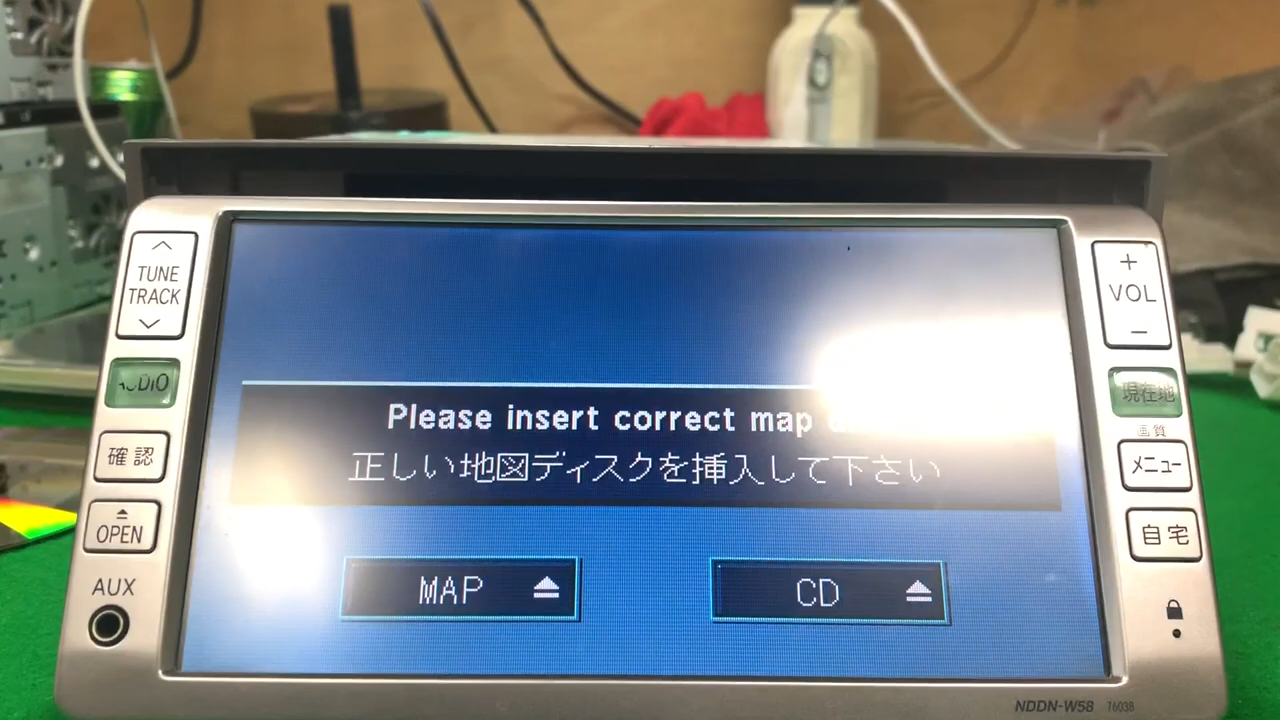 TUNE
TRACK
AUDIO
確認
OPEN
AUX
Please insert correct map
正しい地図ディスクを挿入して下さい
MAP
CD
+
VOL
−
現在地
画質
メニュー
自宅
NDDN-W58 76038